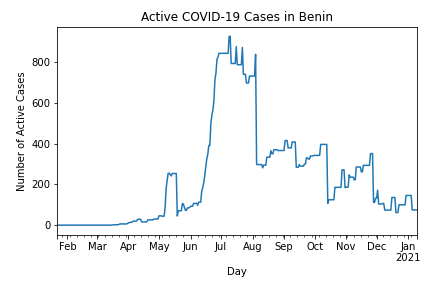 Active COVID-19 Cases in Benin
Number of Active Cases
800
600
400
200
0
Feb Mar Apr May Jun Jul Aug Sep Oct Nov Dec Jan
2021
Day